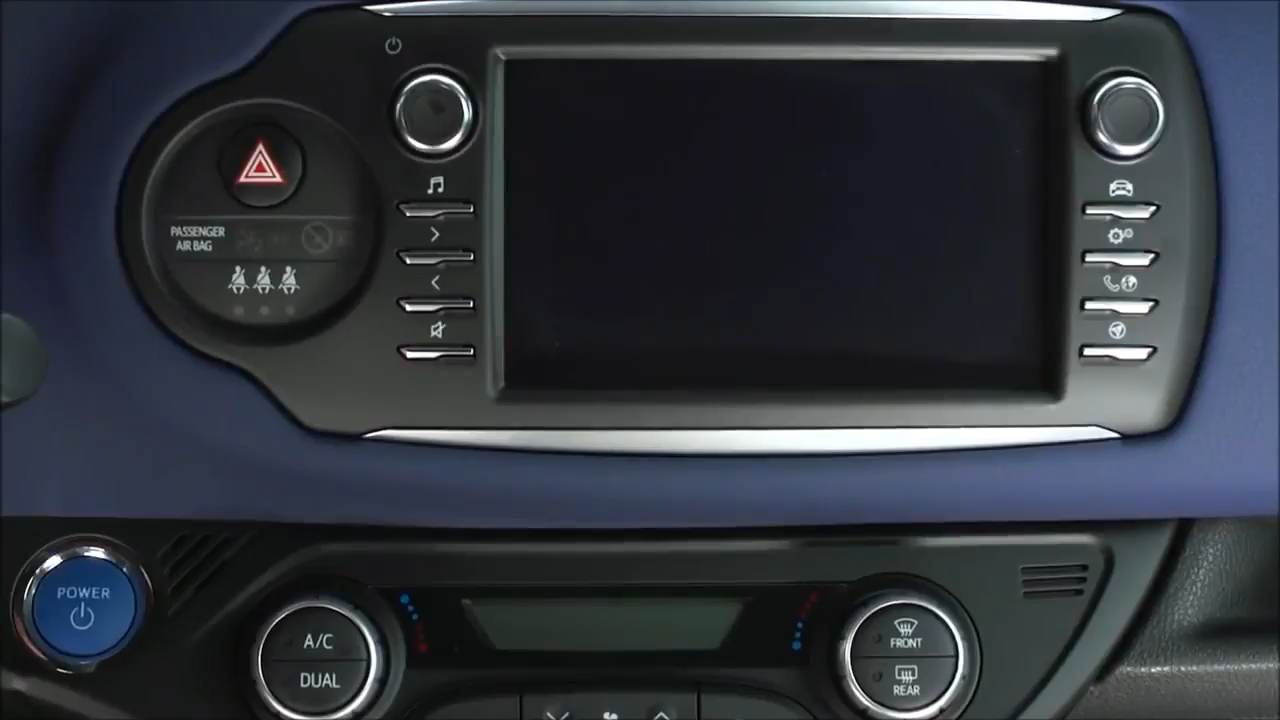 PASSENGER
AIR BAG
POWER
A/C
DUAL
FRONT
REAR